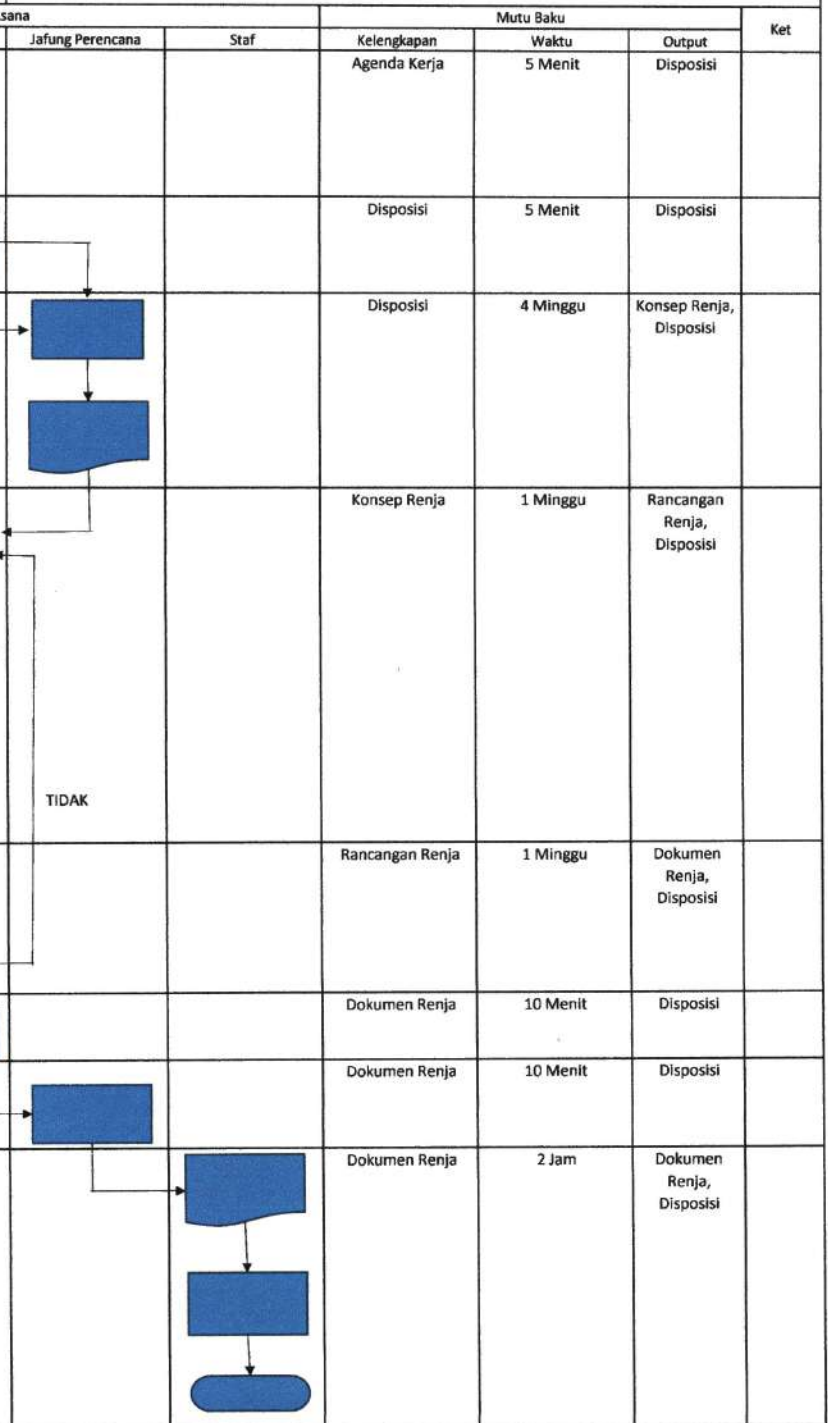 sana
Mutu Baku
Ket
Jafung Perencana
Staf
Kelengkapan
Waktu
Output
Agenda Kerja
5 Menit
Disposisi
Disposisi
5 Menit
Disposisi
Disposisi
4 Minggu
Konsep Renja,
Disposisi
Konsep Renja
1 Minggu
Rancangan
Renja,
Disposisi
TIDAK
Rancangan Renja
1 Minggu
Dokumen
Renja,
Disposisi
Dokumen Renja
10 Menit
Disposisi
Dokumen Renja
10 Menit
Disposisi
Dokumen Renja
2 Jam
Dokumen
Renja,
Disposisi